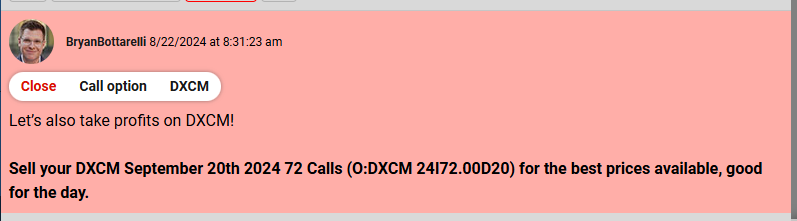 BryanBottarelli 8/22/2024 at 8:31:23 am
Close Call option DXCM
Let's also take profits on DXCM!
Sell your DXCM September 20th 2024 72 Calls (O:DXCM 24I72.00D20) for the best prices available, good
for the day.